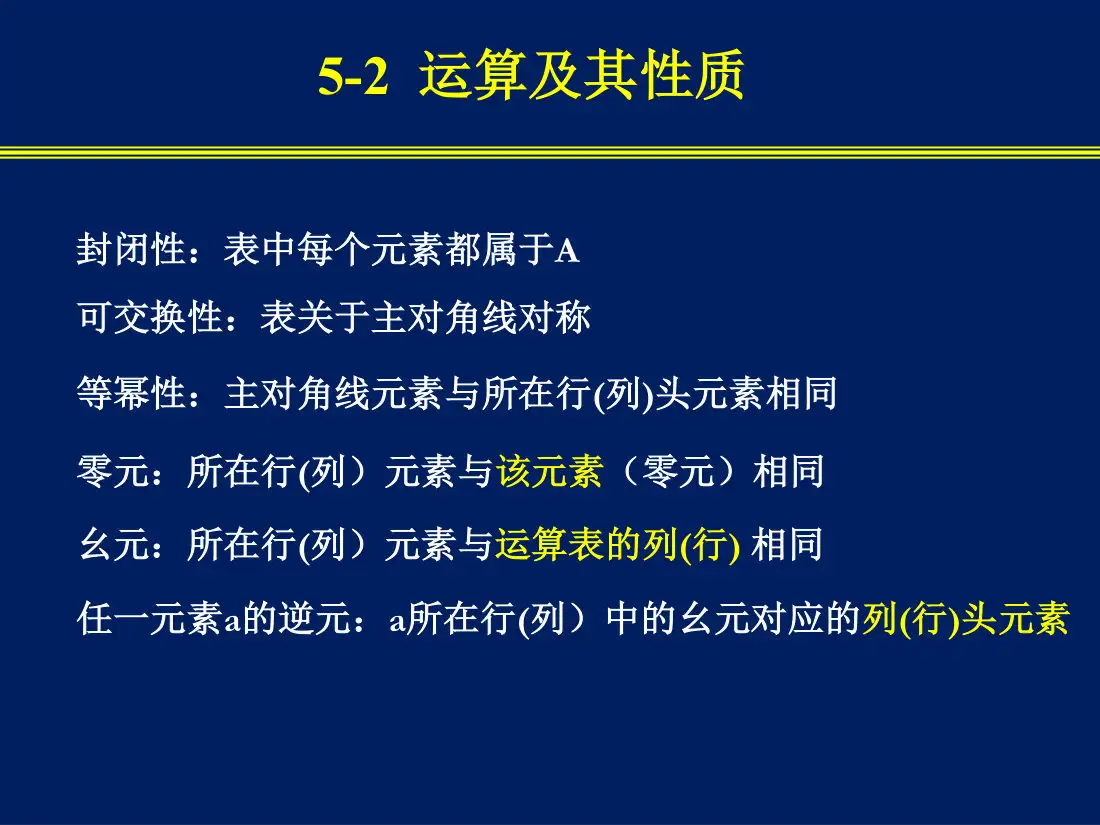 5-2 运算及其性质
封闭性：表中每个元素都属于A
可交换性：表关于主对角线对称
等幂性：主对角线元素与所在行(列)头元素相同
零元：所在行(列）元素与该元素（零元）相同
幺元：所在行(列）元素与运算表的列(行) 相同
任一元素a的逆元：a所在行(列）中的幺元对应的列(行)头元素